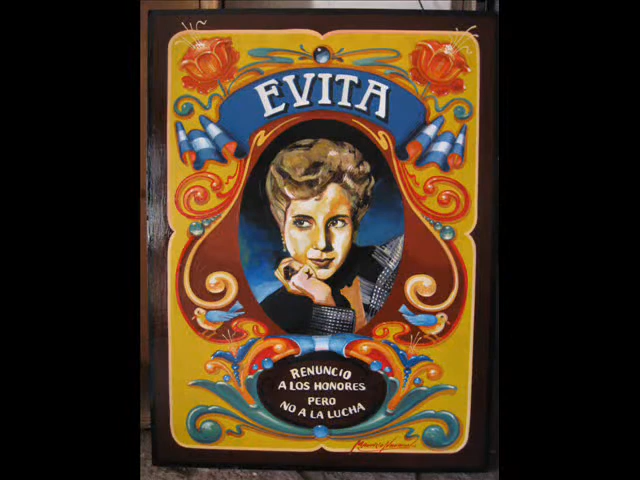 EVITA
RENUNCIO
A LOS HONORES
PERO
NO A LA LUCHA